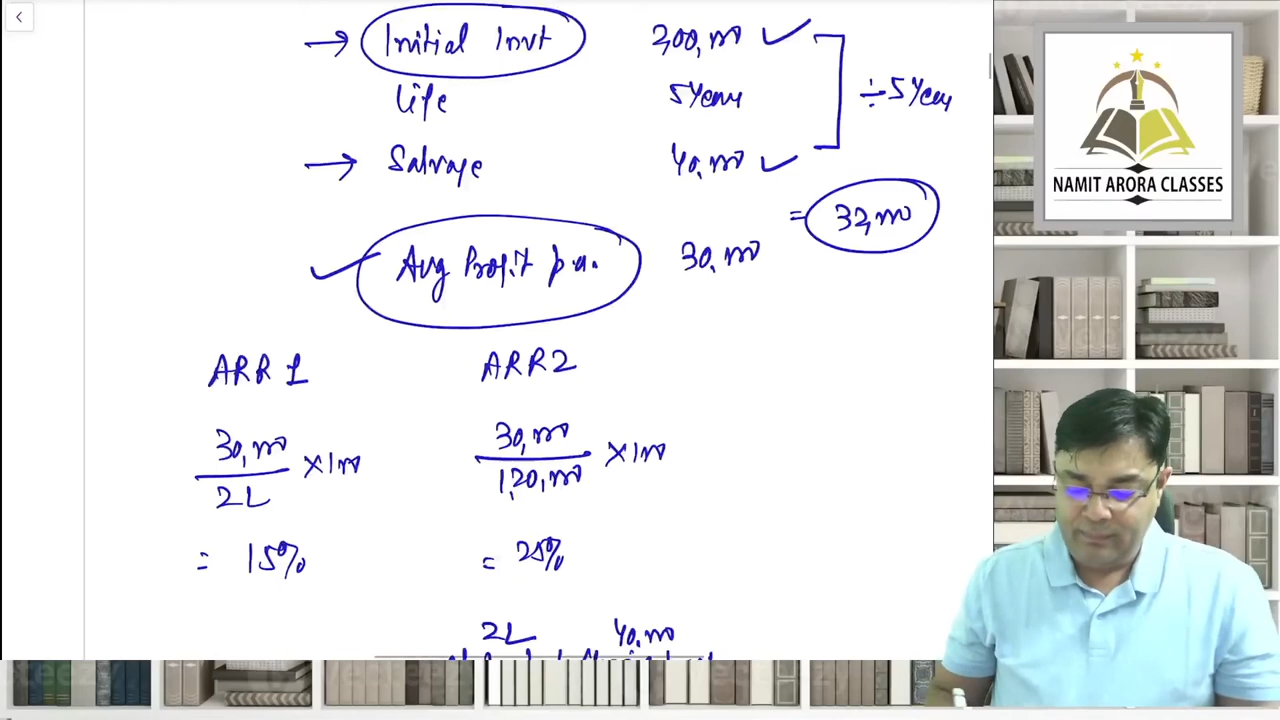 → Initial Invt 200,000 ✓
Life 5 Years ÷ 5 Years
→ Salvage 40,000 ✓
= 32,000
✓ Avg Profit p.a. 30,000
ARR 1 ARR 2
30,000 / 2L × 100 30,000 / 1,20,000 × 100
= 15% = 25%
2L 40,000
NAMIT ARORA CLASSES